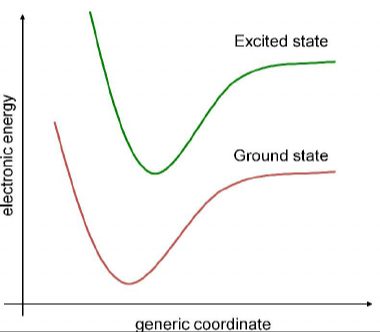 Excited state
Ground state
electronic energy
generic coordinate